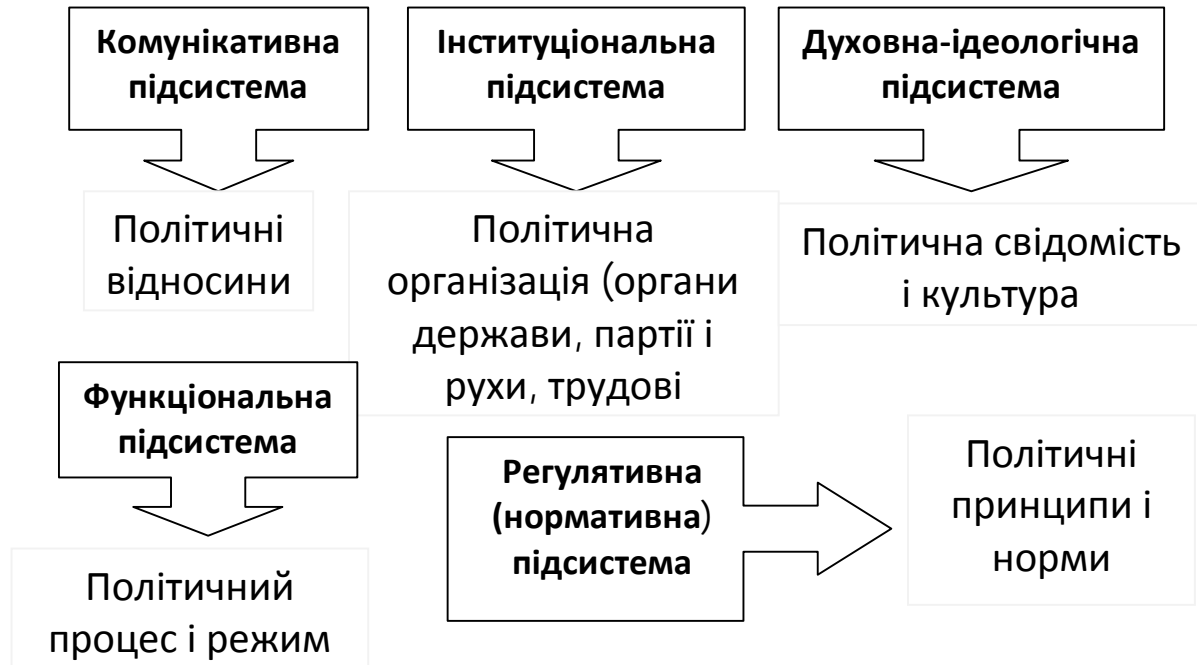 Комунікативна
підсистема
Інституціональна
підсистема
Духовна-ідеологічна
підсистема
Політичні
відносини
Політична
організація (органи
держави, партії і
рухи, трудові
Політична свідомість
і культура
Функціональна
підсистема
Політичний
процес і режим
Регулятивна
(нормативна)
підсистема
Політичні
принципи і
норми